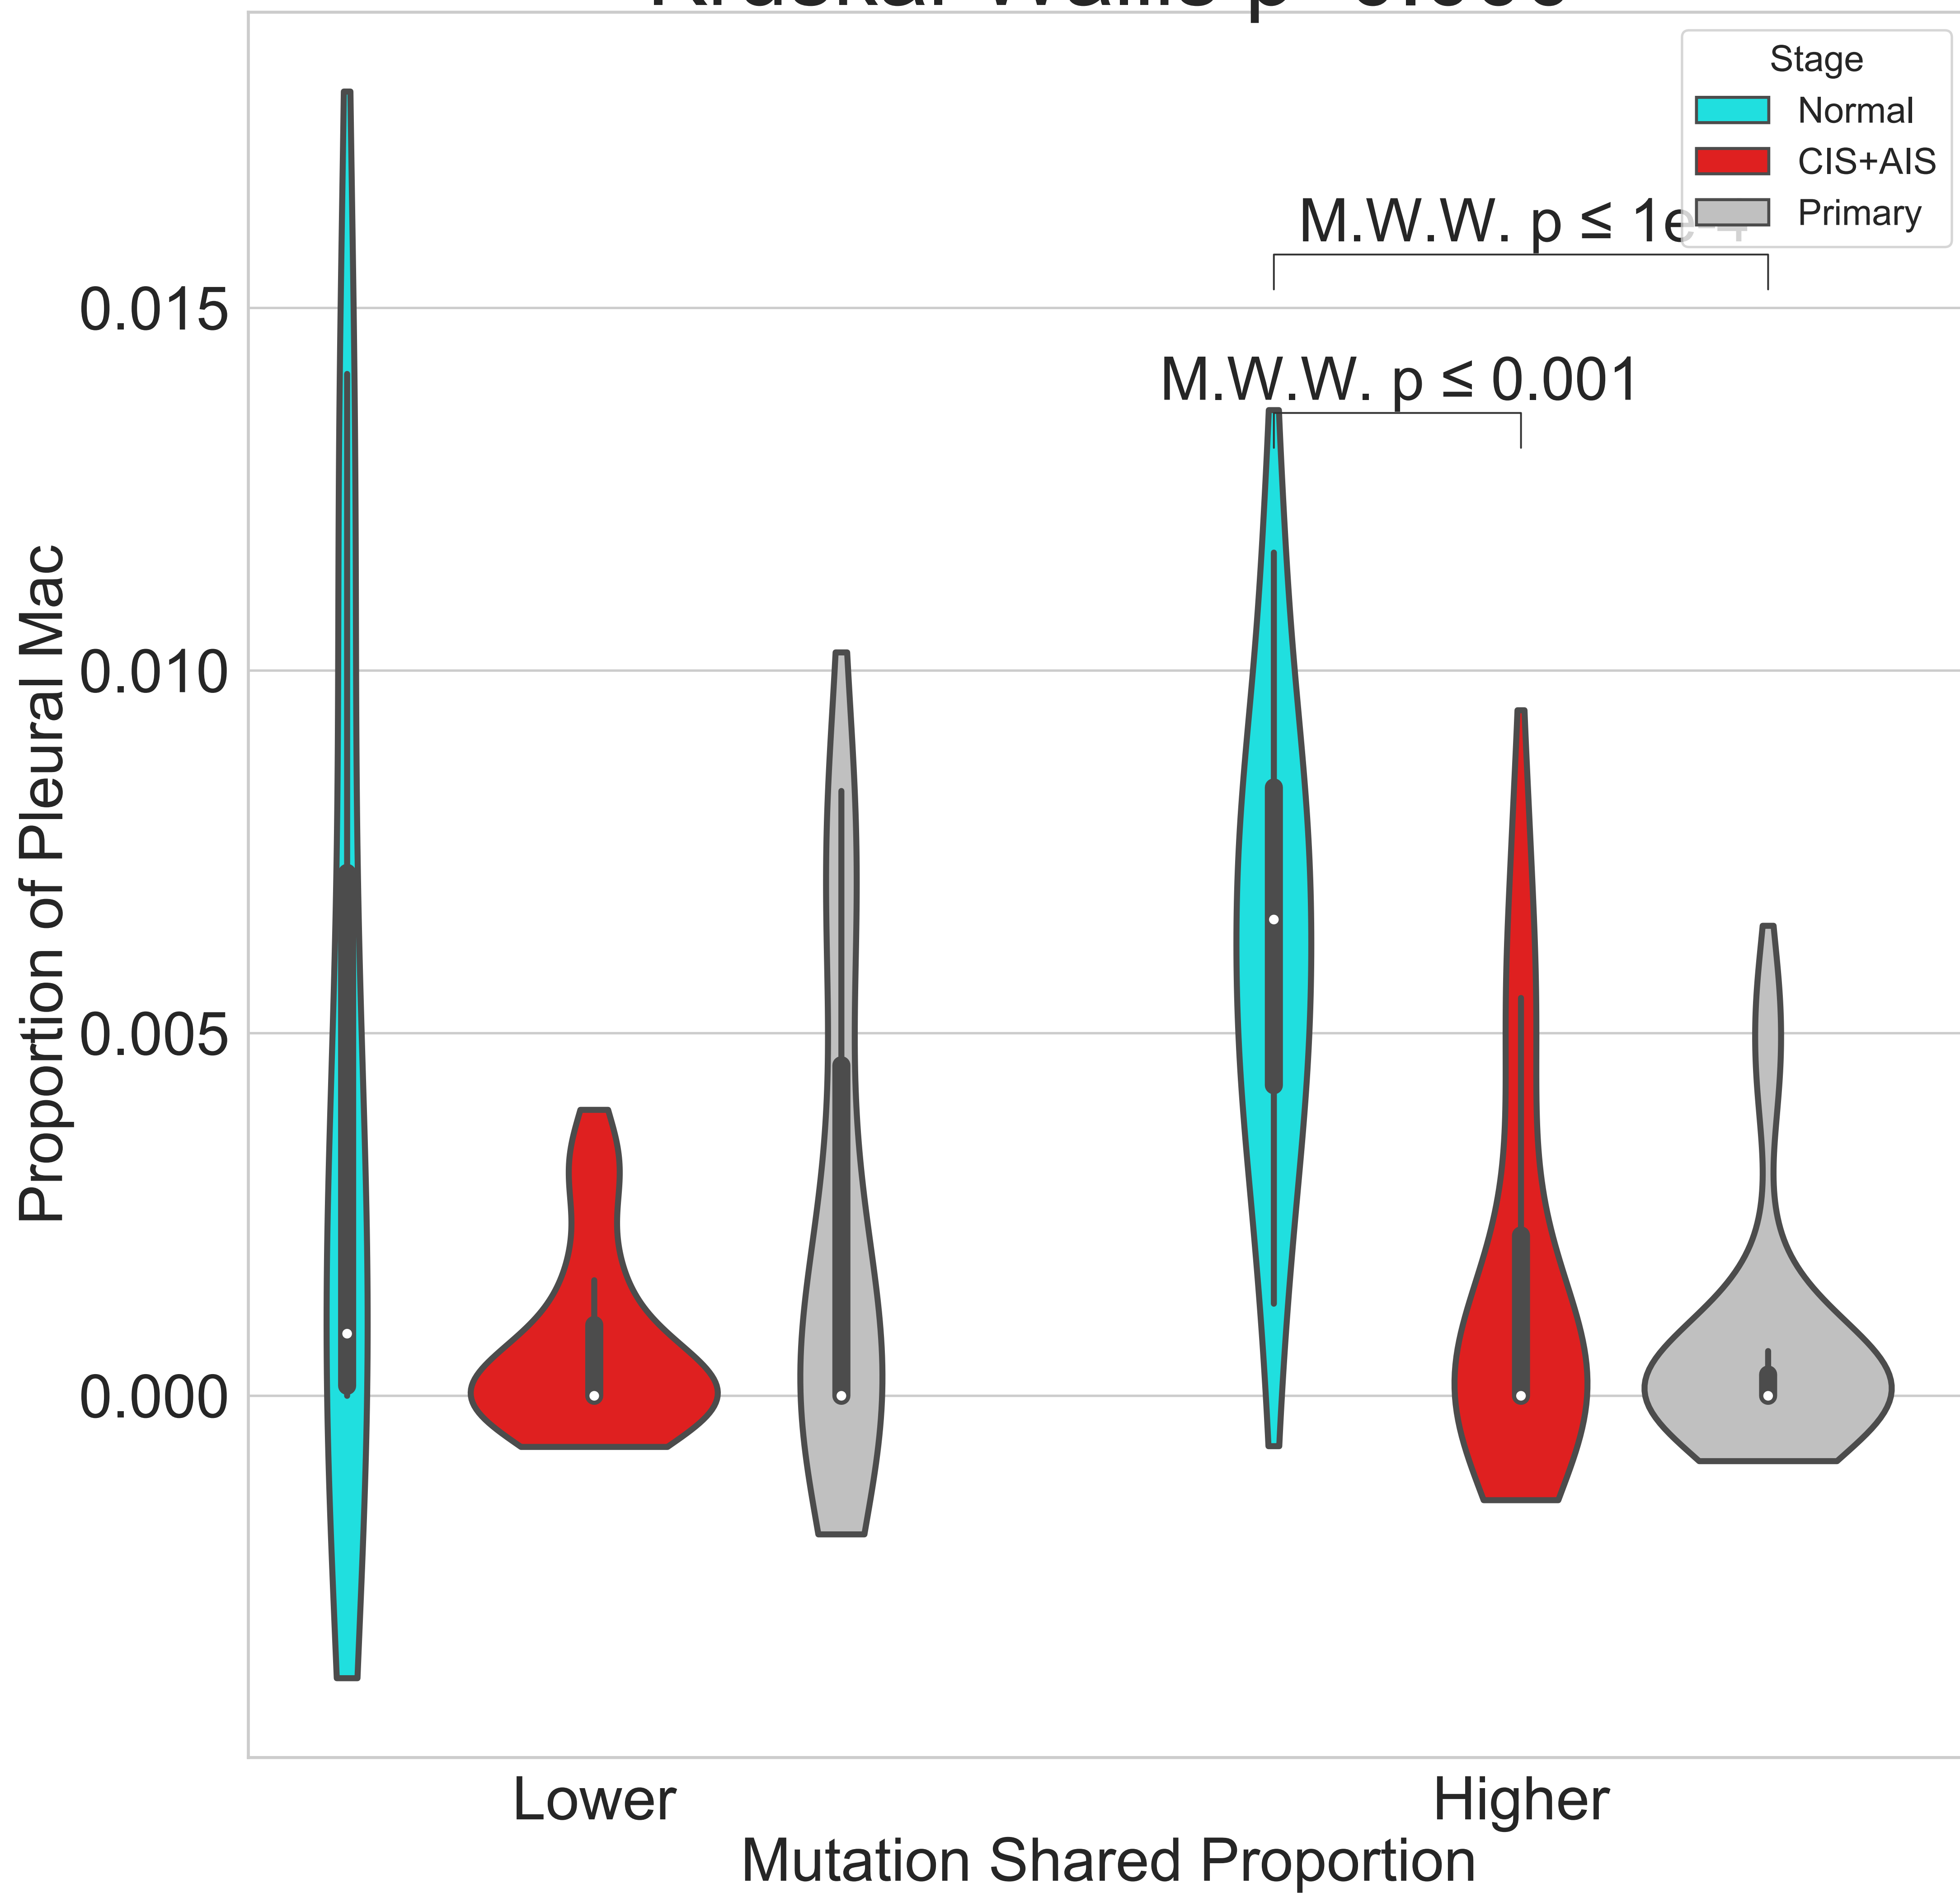 Stage
Normal
CIS+AIS
Primary
M.W.W. p ≤ 1e-4
M.W.W. p ≤ 0.001
0.015
0.010
0.005
0.000
Proportion of Pleural Mac
Lower
Higher
Mutation Shared Proportion